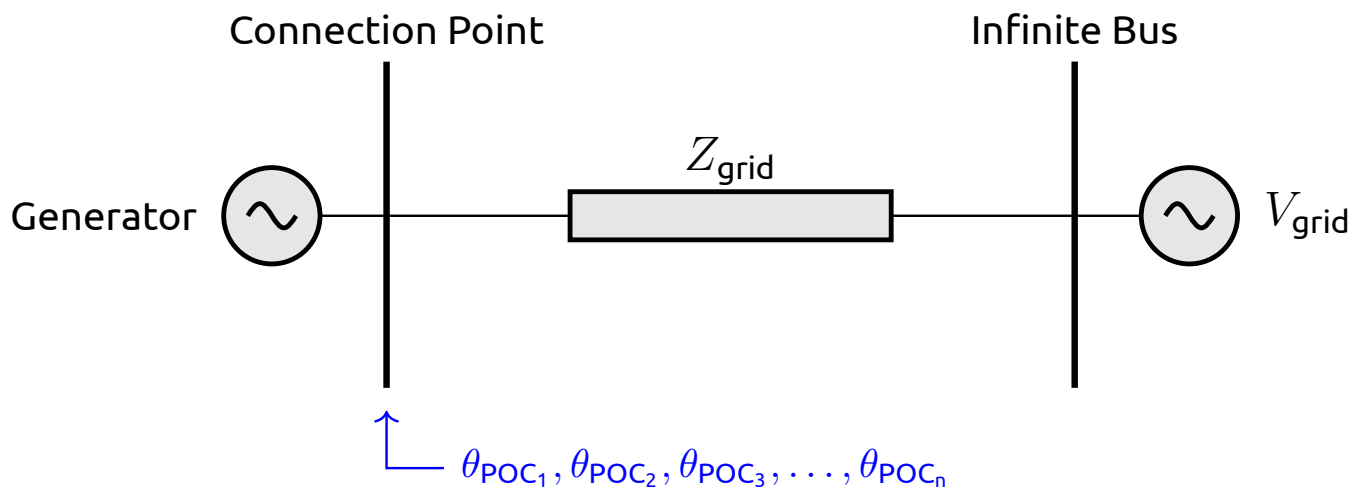 Connection Point
Infinite Bus
Z_grid
Generator
V_grid
θ_POC₁, θ_POC₂, θ_POC₃, . . . , θ_POCₙ